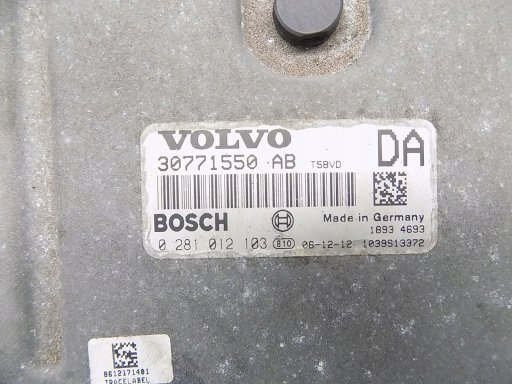 VOLVO DA
30771550 AB T5BVD
BOSCH Made in Germany
1893 4693
0 281 012 103 810 06-12-12 1039S13372
8612171481
TRACELABEL